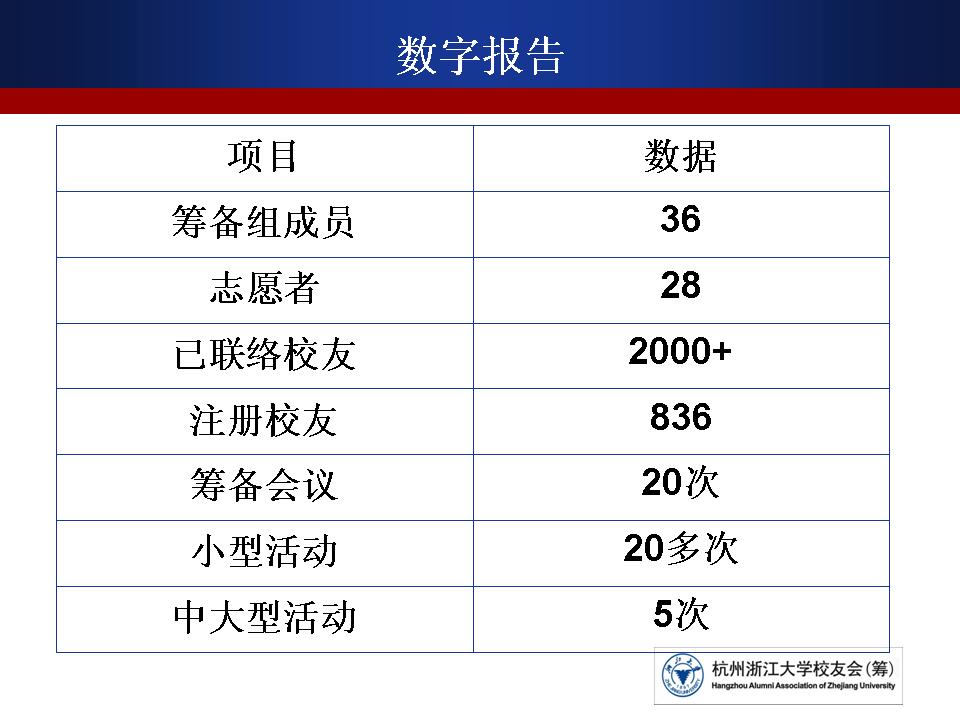 数字报告
项目 数据
筹备组成员 36
志愿者 28
已联络校友 2000+
注册校友 836
筹备会议 20次
小型活动 20多次
中大型活动 5次
杭州浙江大学校友会(筹)
Hangzhou Alumni Association of Zhejiang University